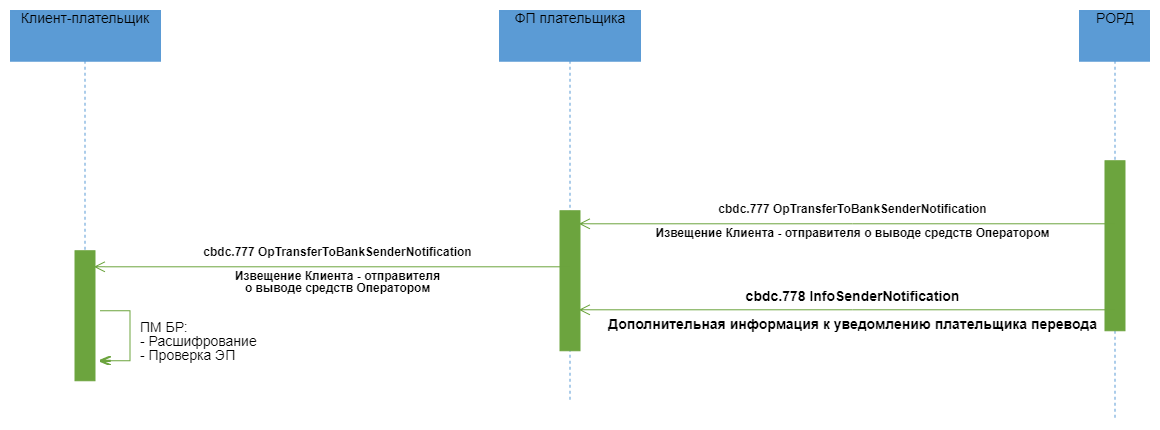 Клиент-плательщик
ФП плательщика
РОРД
cbdc.777 OpTransferToBankSenderNotification
Извещение Клиента - отправителя о выводе средств Оператором
cbdc.777 OpTransferToBankSenderNotification
Извещение Клиента - отправителя
о выводе средств Оператором
cbdc.778 InfoSenderNotification
Дополнительная информация к уведомлению плательщика перевода
ПМ БР:
- Расшифрование
- Проверка ЭП